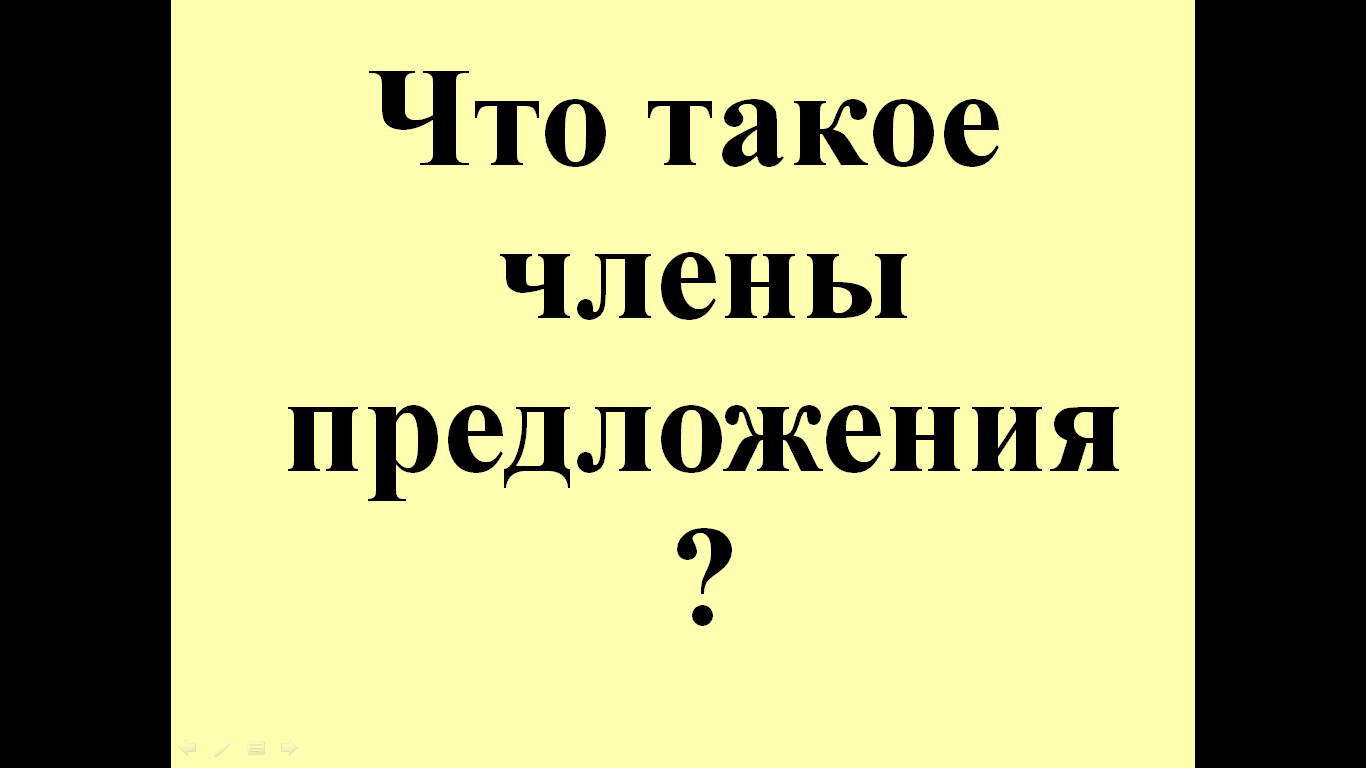 Что такое
члены
предложения
?